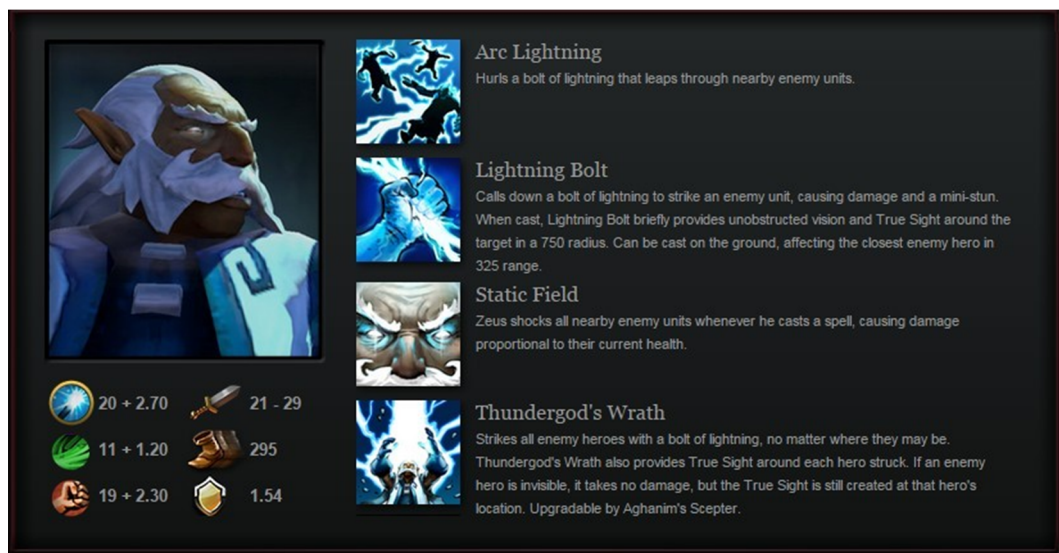 Arc Lightning
Hurls a bolt of lightning that leaps through nearby enemy units.
Lightning Bolt
Calls down a bolt of lightning to strike an enemy unit, causing damage and a mini-stun.
When cast, Lightning Bolt briefly provides unobstructed vision and True Sight around the
target in a 750 radius. Can be cast on the ground, affecting the closest enemy hero in
325 range.
Static Field
Zeus shocks all nearby enemy units whenever he casts a spell, causing damage
proportional to their current health.
Thundergod's Wrath
Strikes all enemy heroes with a bolt of lightning, no matter where they may be.
Thundergod's Wrath also provides True Sight around each hero struck. If an enemy
hero is invisible, it takes no damage, but the True Sight is still created at that hero's
location. Upgradable by Aghanim's Scepter.
20 + 2.70 21 - 29
11 + 1.20 295
19 + 2.30 1.54